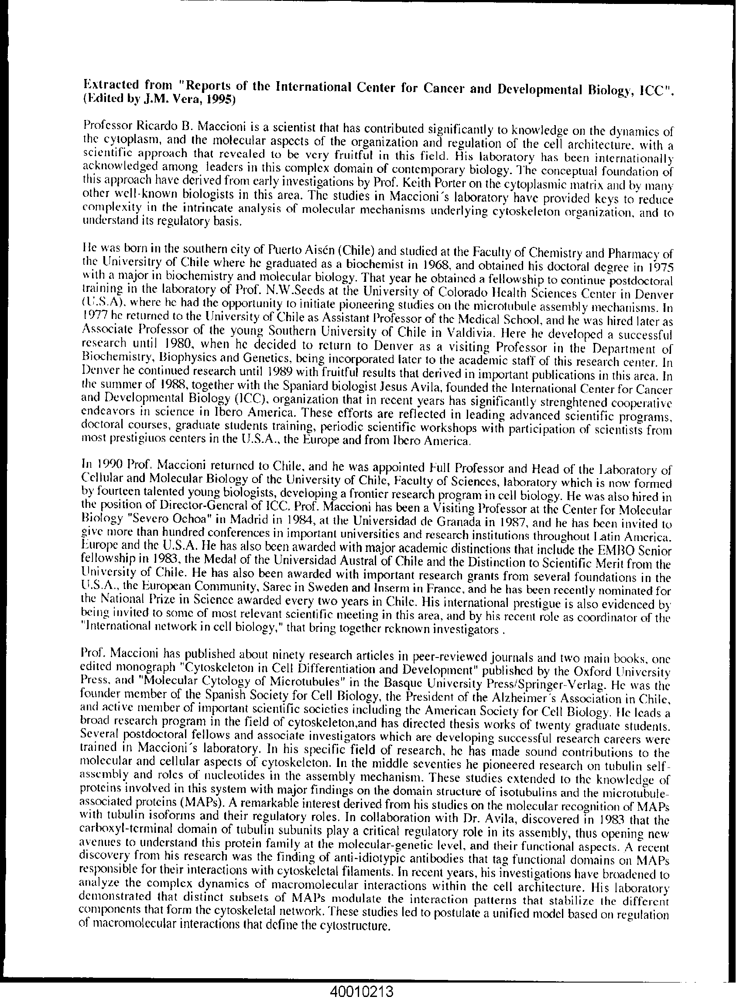 Extracted from "Reports of the International Center for Cancer and Developmental Biology, ICC".
(Edited by J.M. Vera, 1995)
Professor Ricardo B. Maccioni is a scientist that has contributed significantly to knowledge on the dynamics of
the cytoplasm, and the molecular aspects of the organization and regulation of the cell architecture, with a
scientific approach that revealed to be very fruitful in this field. His laboratory has been internationally
acknowledged among leaders in this complex domain of contemporary biology. The conceptual foundation of
this approach have derived from early investigations by Prof. Keith Porter on the cytoplasmic matrix and by many
other well-known biologists in this area. The studies in Maccioni´s laboratory have provided keys to reduce
complexity in the intricate analysis of molecular mechanisms underlying cytoskeleton organization, and to
understand its regulatory basis.
He was born in the southern city of Puerto Aisén (Chile) and studied at the Faculty of Chemistry and Pharmacy of
the Universitry of Chile where he graduated as a biochemist in 1968, and obtained his doctoral degree in 1975
with a major in biochemistry and molecular biology. That year he obtained a fellowship to continue postdoctoral
training in the laboratory of Prof. N.W.Seeds at the University of Colorado Health Sciences Center in Denver
(U.S.A), where he had the opportunity to initiate pioneering studies on the microtubule assembly mechanisms. In
1977 he returned to the University of Chile as Assistant Professor of the Medical School, and he was hired later as
Associate Professor of the young Southern University of Chile in Valdivia. Here he developed a successful
research until 1980, when he decided to return to Denver as a visiting Professor in the Department of
Biochemistry, Biophysics and Genetics, being incorporated later to the academic staff of this research center. In
Denver he continued research until 1989 with fruitful results that derived in important publications in this area. In
the summer of 1988, together with the Spaniard biologist Jesus Avila, founded the International Center for Cancer
and Developmental Biology (ICC), organization that in recent years has significantly strenghtened cooperative
endeavors in science in Ibero America. These efforts are reflected in leading advanced scientific programs,
doctoral courses, graduate students training, periodic scientific workshops with participation of scientists from
most prestigiuos centers in the U.S.A., the Europe and from Ibero America.
In 1990 Prof. Maccioni returned to Chile, and he was appointed Full Professor and Head of the Laboratory of
Cellular and Molecular Biology of the University of Chile, Faculty of Sciences, laboratory which is now formed
by fourteen talented young biologists, developing a frontier research program in cell biology. He was also hired in
the position of Director-General of ICC. Prof. Maccioni has been a Visiting Professor at the Center for Molecular
Biology "Severo Ochoa" in Madrid in 1984, at the Universidad de Granada in 1987, and he has been invited to
give more than hundred conferences in important universities and research institutions throughout Latin America.
Europe and the U.S.A. He has also been awarded with major academic distinctions that include the EMBO Senior
fellowship in 1983, the Medal of the Universidad Austral of Chile and the Distinction to Scientific Merit from the
University of Chile. He has also been awarded with important research grants from several foundations in the
U.S.A., the European Community, Sarec in Sweden and Inserm in France, and he has been recently nominated for
the National Prize in Science awarded every two years in Chile. His international prestigue is also evidenced by
being invited to some of most relevant scientific meeting in this area, and by his recent role as coordinator of the
"International network in cell biology," that bring together reknown investigators .
Prof. Maccioni has published about ninety research articles in peer-reviewed journals and two main books, one
edited monograph "Cytoskeleton in Cell Differentiation and Development" published by the Oxford University
Press, and "Molecular Cytology of Microtubules" in the Basque University Press/Springer-Verlag. He was the
founder member of the Spanish Society for Cell Biology, the President of the Alzheimer´s Association in Chile,
and active member of important scientific societies including the American Society for Cell Biology. He leads a
broad research program in the field of cytoskeleton,and has directed thesis works of twenty graduate students.
Several postdoctoral fellows and associate investigators which are developing successful research careers were
trained in Maccioni´s laboratory. In his specific field of research, he has made sound contributions to the
molecular and cellular aspects of cytoskeleton. In the middle seventies he pioneered research on tubulin self-
assembly and roles of nucleotides in the assembly mechanism. These studies extended to the knowledge of
proteins involved in this system with major findings on the domain structure of isotubulins and the microtubule-
associated proteins (MAPs). A remarkable interest derived from his studies on the molecular recognition of MAPs
with tubulin isoforms and their regulatory roles. In collaboration with Dr. Avila, discovered in 1983 that the
carboxyl-terminal domain of tubulin subunits play a critical regulatory role in its assembly, thus opening new
avenues to understand this protein family at the molecular-genetic level, and their functional aspects. A recent
discovery from his research was the finding of anti-idiotypic antibodies that tag functional domains on MAPs
responsible for their interactions with cytoskeletal filaments. In recent years, his investigations have broadened to
analyze the complex dynamics of macromolecular interactions within the cell architecture. His laboratory
demonstrated that distinct subsets of MAPs modulate the interaction patterns that stabilize the different
components that form the cytoskeletal network. These studies led to postulate a unified model based on regulation
of macromolecular interactions that define the cytostructure.
40010213